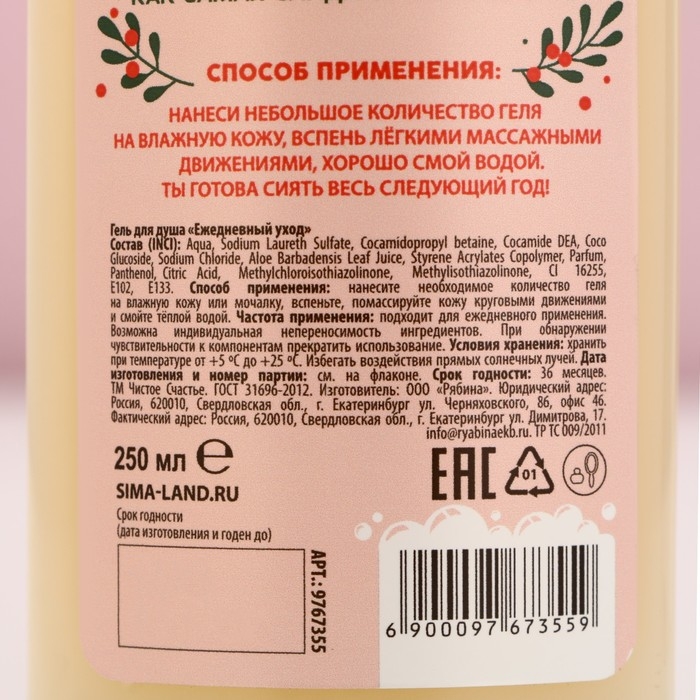 СПОСОБ ПРИМЕНЕНИЯ:
НАНЕСИ НЕБОЛЬШОЕ КОЛИЧЕСТВО ГЕЛЯ
НА ВЛАЖНУЮ КОЖУ, ВСПЕНЬ ЛЁГКИМИ МАССАЖНЫМИ
ДВИЖЕНИЯМИ, ХОРОШО СМОЙ ВОДОЙ.
ТЫ ГОТОВА СИЯТЬ ВЕСЬ СЛЕДУЮЩИЙ ГОД!
Гель для душа «Ежедневный уход»
Состав (INCI): Aqua, Sodium Laureth Sulfate, Cocamidopropyl betaine, Cocamide DEA, Coco
Glucoside, Sodium Chloride, Aloe Barbadensis Leaf Juice, Styrene Acrylates Copolymer, Parfum,
Panthenol, Citric Acid, Methylchloroisothiazolinone, Methylisothiazolinone, CI 16255,
E102, E133. Способ применения: нанесите необходимое количество геля
на влажную кожу или мочалку, вспеньте, помассируйте кожу круговыми движениями
и смойте тёплой водой. Частота применения: подходит для ежедневного применения.
Возможна индивидуальная непереносимость ингредиентов. При обнаружении
чувствительности к компонентам прекратить использование. Условия хранения: хранить
при температуре от +5 ºС до +25 ºС. Избегать воздействия прямых солнечных лучей. Дата
изготовления и номер партии: см. на флаконе. Срок годности: 36 месяцев.
ТМ Чистое Счастье. ГОСТ 31696-2012. Изготовитель: ООО «Рябина». Юридический адрес:
Россия, 620010, Свердловская обл., г. Екатеринбург ул. Черняховского, 86, офис 46.
Фактический адрес: Россия, 620010, Свердловская обл., г. Екатеринбург ул. Димитрова, 17.
info@ryabinaekb.ru. ТР ТС 009/2011
250 мл ℮
EAC
01
SIMA-LAND.RU
Срок годности
(дата изготовления и годен до)
АРТ.: 9767355
6 900097 673559